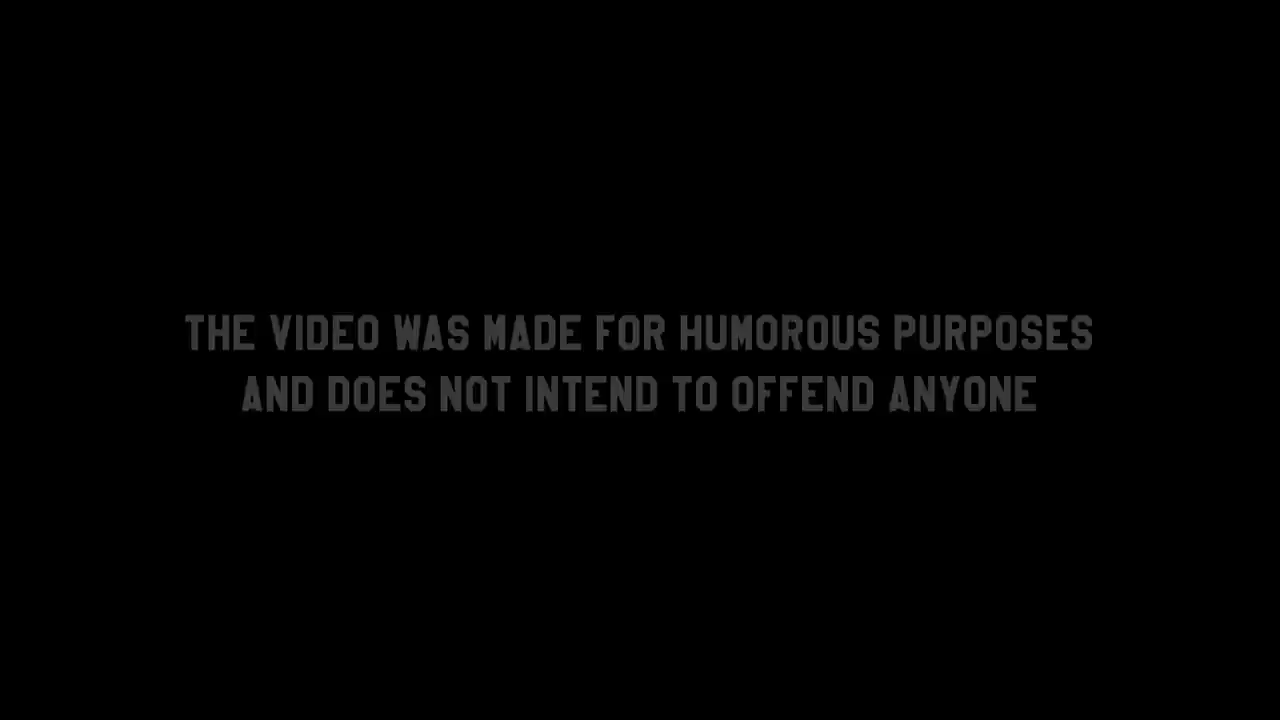 THE VIDEO WAS MADE FOR HUMOROUS PURPOSES
AND DOES NOT INTEND TO OFFEND ANYONE